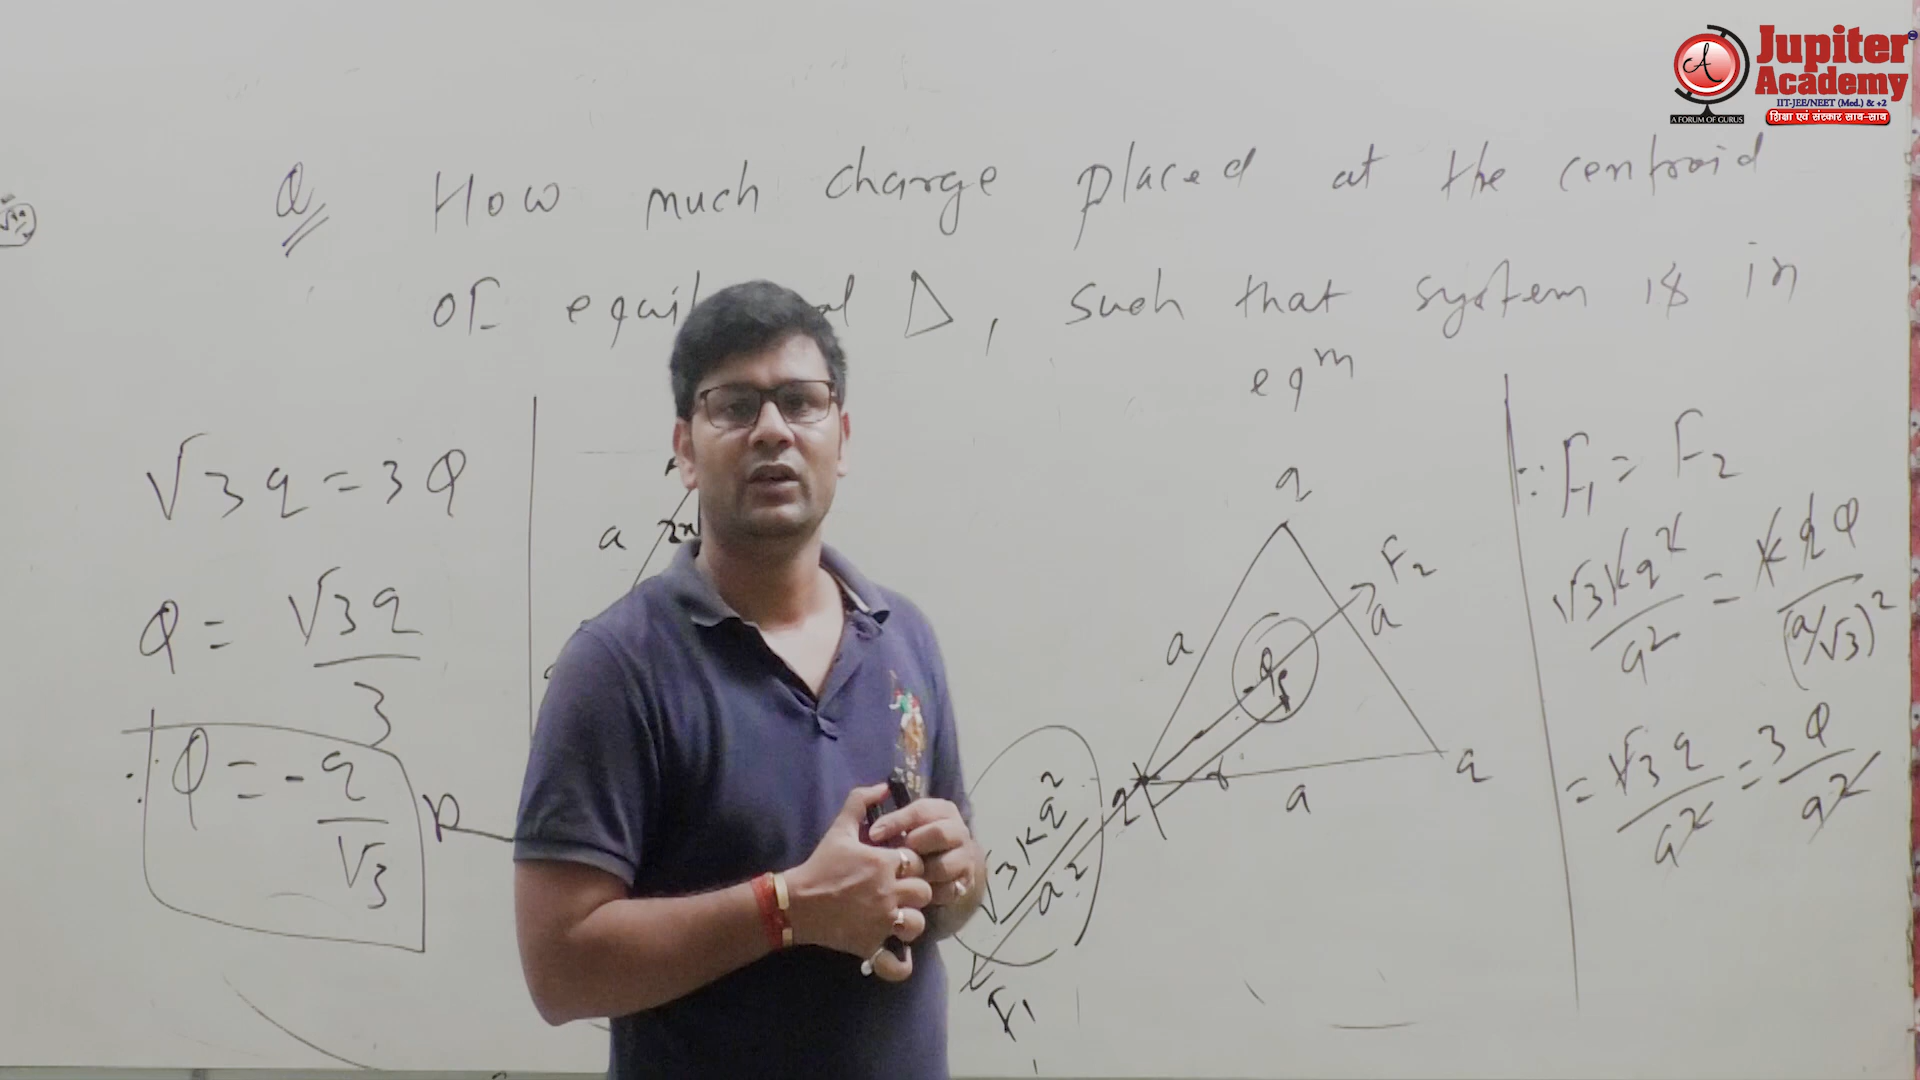 Jupiter
Academy
IIT-JEE/NEET (Med.) & +2
A FORUM OF GURUS
शिक्षा एवं संस्कार साथ-साथ
Q How much charge placed at the centroid
of Δ, such that system is in
eqᵐ
√3 q = 3 Q
Q = √3 q / 3
∴ Q = - q / √3
a 2x
q
a
F₂
a
Q
r
q
a
q
√3 k q² / a²
F₁
∵ F₁ = F₂
√3 k q² / a² = k q Q / (a/√3)²
= √3 q / a² = 3 Q / a²